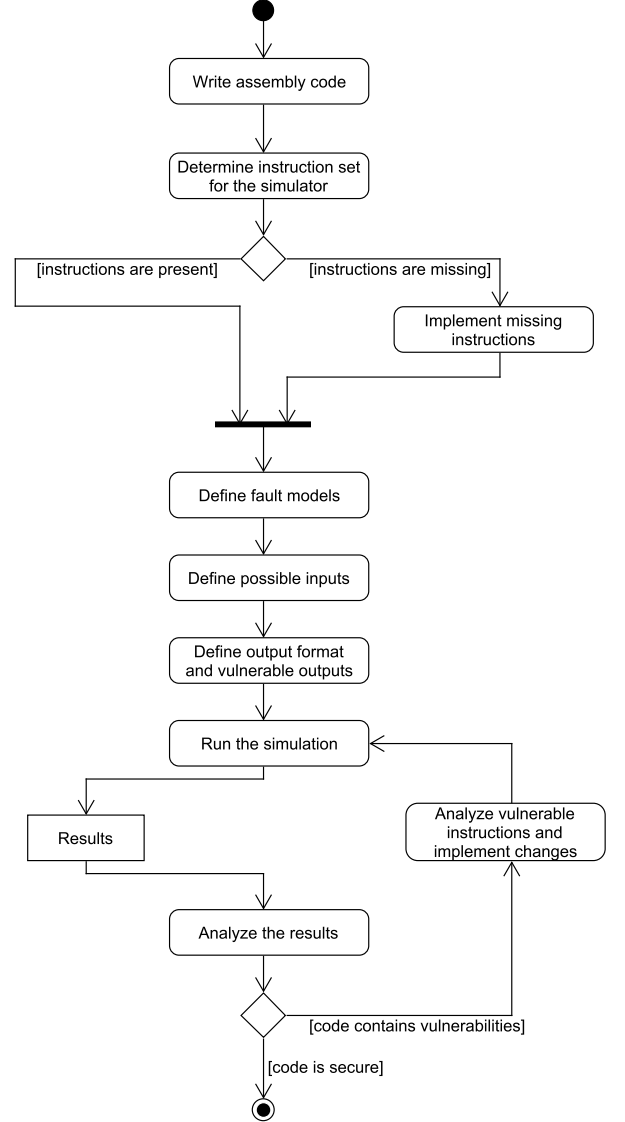 Write assembly code
Determine instruction set
for the simulator
[instructions are present]
[instructions are missing]
Implement missing
instructions
Define fault models
Define possible inputs
Define output format
and vulnerable outputs
Run the simulation
Results
Analyze vulnerable
instructions and
implement changes
Analyze the results
[code contains vulnerabilities]
[code is secure]